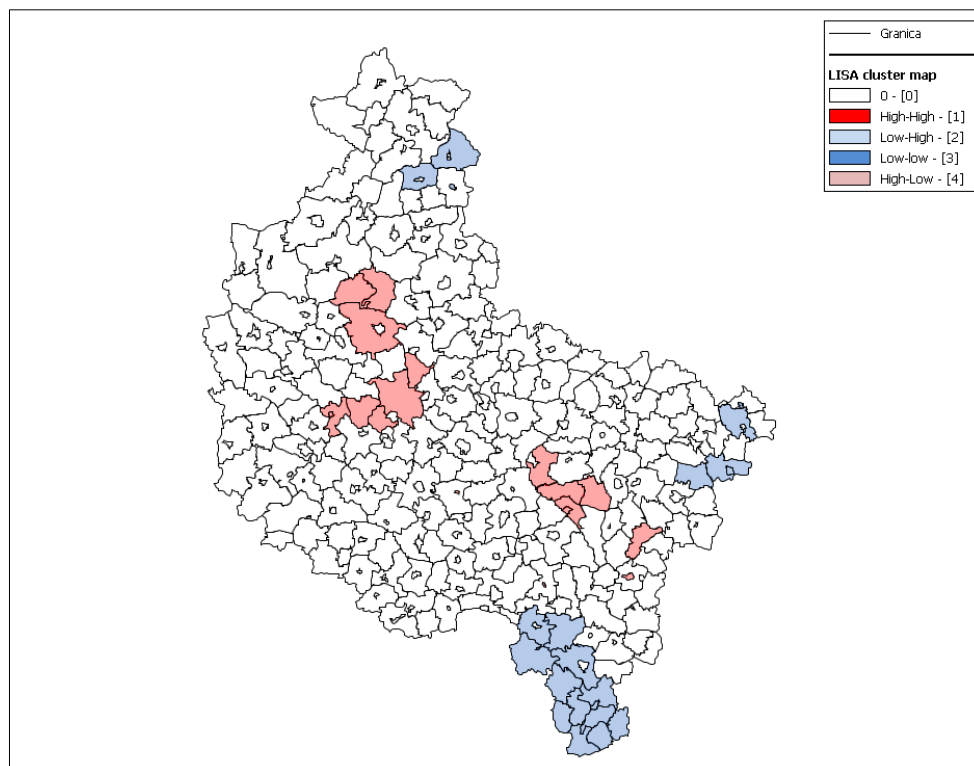 Granica
LISA cluster map
0 - [0]
High-High - [1]
Low-High - [2]
Low-low - [3]
High-Low - [4]